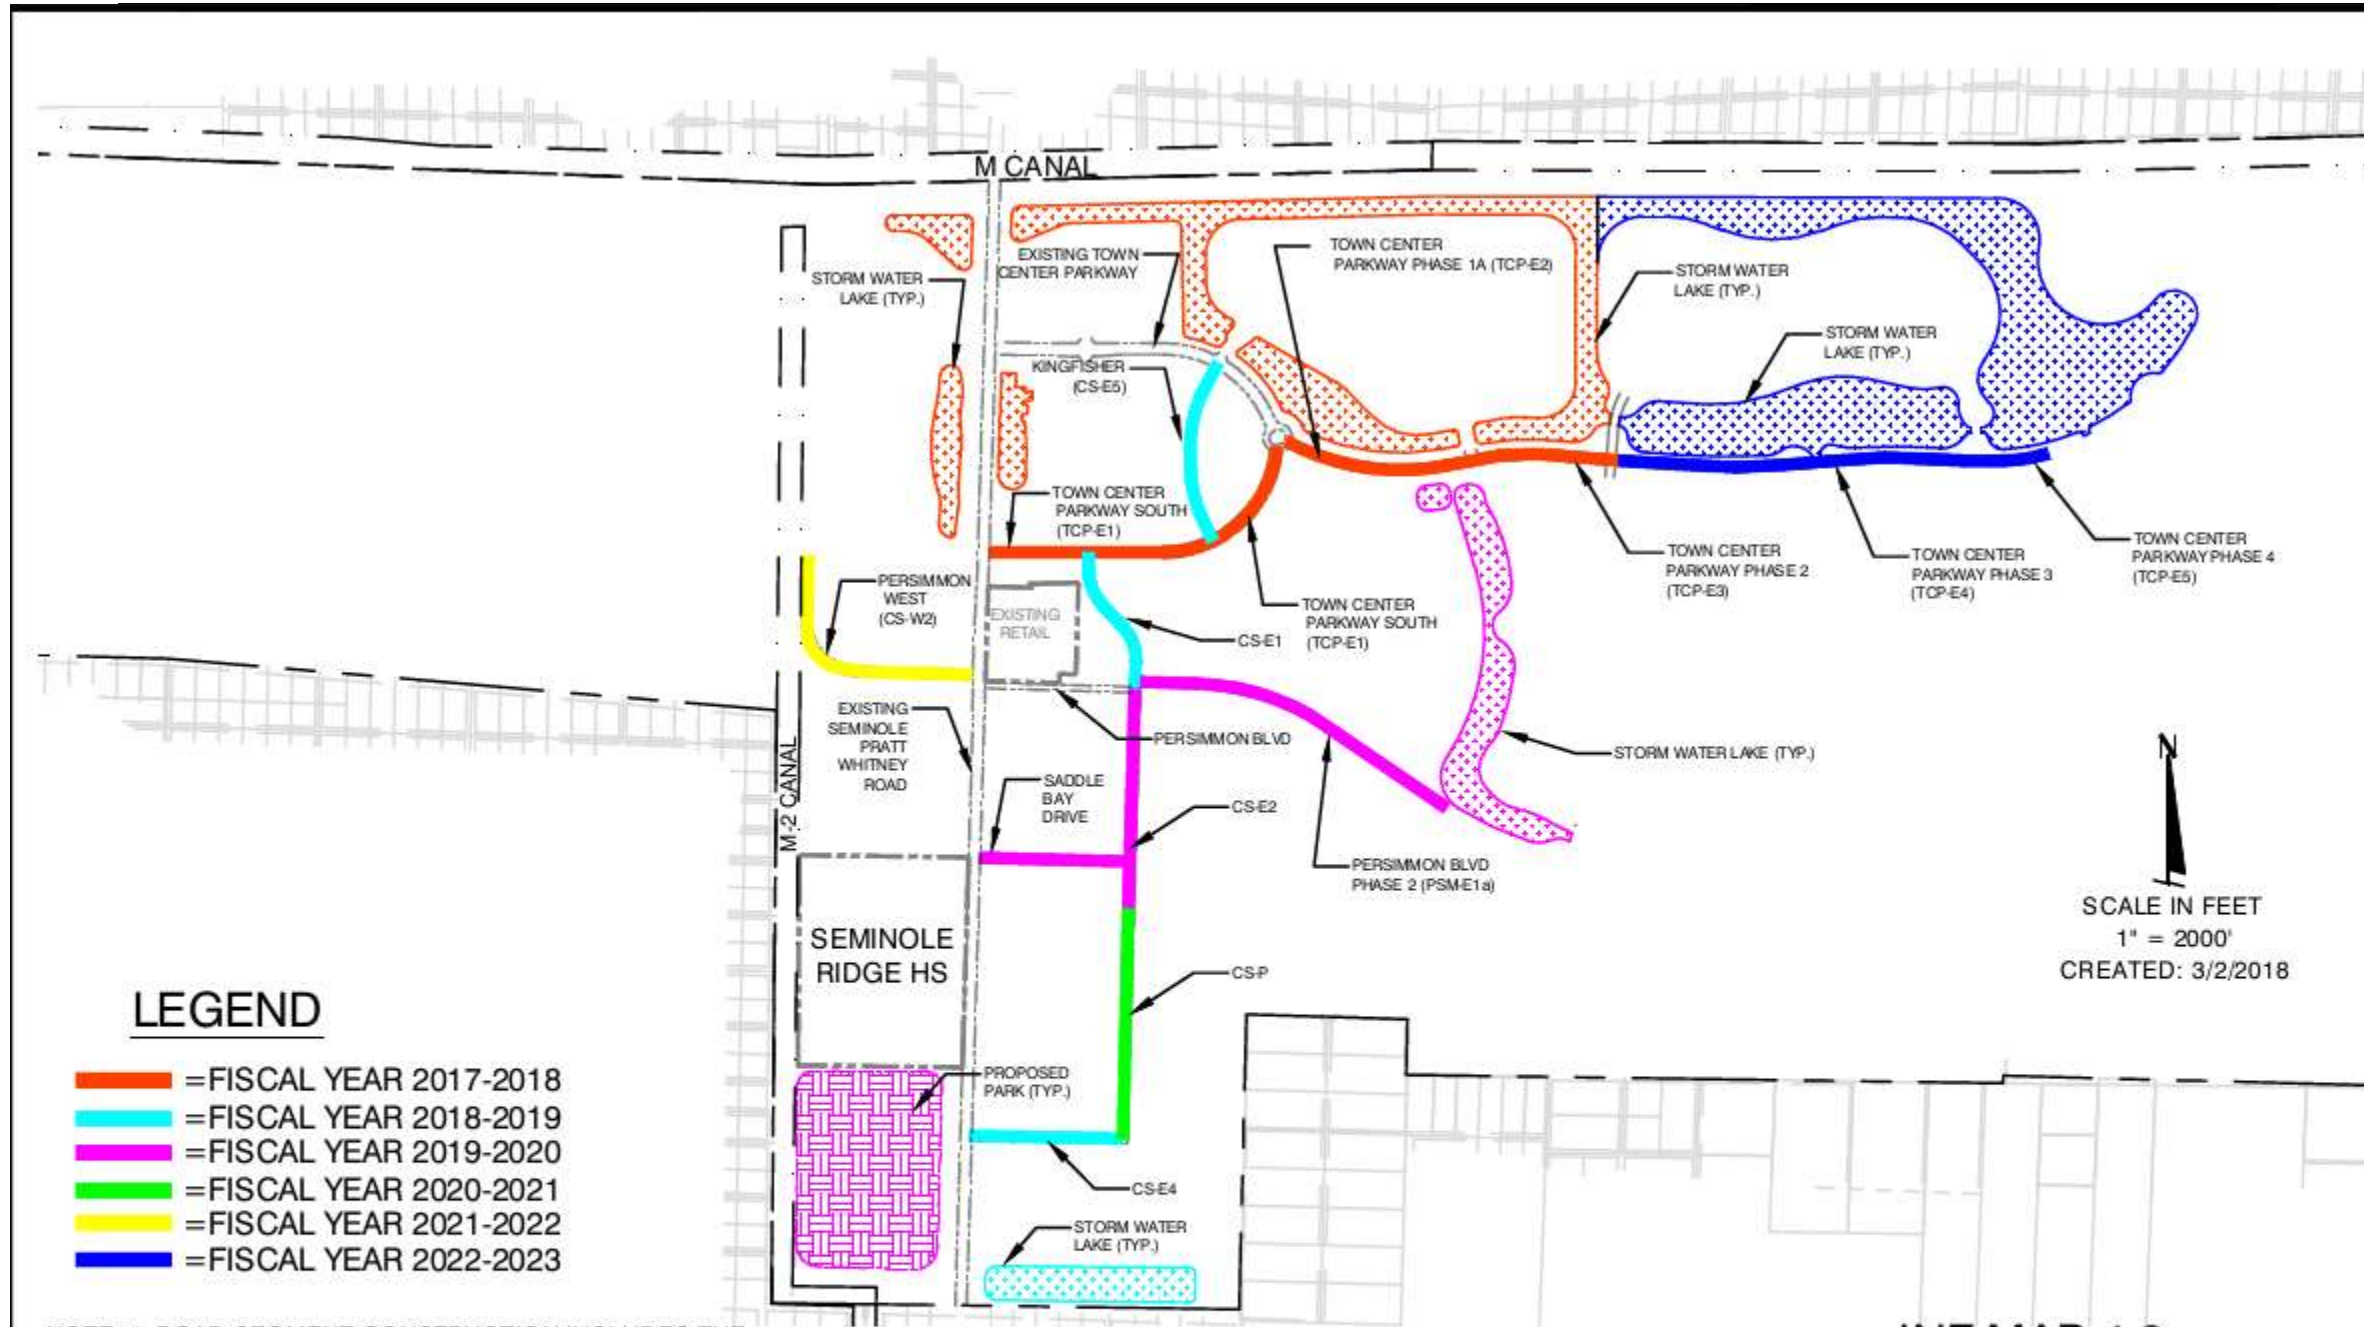 M CANAL
EXISTING TOWN
CENTER PARKWAY
TOWN CENTER
PARKWAY PHASE 1A (TCP-E2)
STORM WATER
LAKE (TYP.)
STORM WATER
LAKE (TYP.)
STORM WATER
LAKE (TYP.)
KINGFISHER
(CS-E5)
TOWN CENTER
PARKWAY SOUTH
(TCP-E1)
TOWN CENTER
PARKWAY PHASE 2
(TCP-E3)
TOWN CENTER
PARKWAY PHASE 3
(TCP-E4)
TOWN CENTER
PARKWAY PHASE 4
(TCP-E5)
PERSIMMON
WEST
(CS-W2)
EXISTING
RETAIL
TOWN CENTER
PARKWAY SOUTH
(TCP-E1)
CS-E1
EXISTING
SEMINOLE
PRATT
WHITNEY
ROAD
PERSIMMON BLVD
STORM WATER LAKE (TYP.)
M-2 CANAL
SADDLE
BAY
DRIVE
CS-E2
PERSIMMON BLVD
PHASE 2 (PSM-E1a)
N
SCALE IN FEET
1" = 2000'
CREATED: 3/2/2018
SEMINOLE
RIDGE HS
CS-P
PROPOSED
PARK (TYP.)
CS-E4
STORM WATER
LAKE (TYP.)
LEGEND
=FISCAL YEAR 2017-2018
=FISCAL YEAR 2018-2019
=FISCAL YEAR 2019-2020
=FISCAL YEAR 2020-2021
=FISCAL YEAR 2021-2022
=FISCAL YEAR 2022-2023